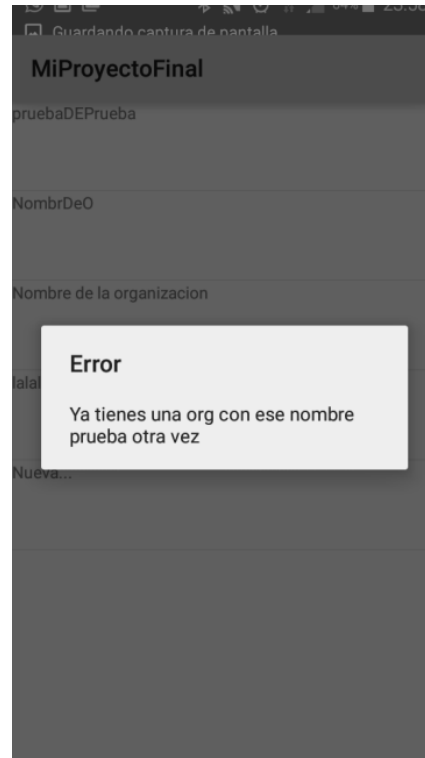 Guardando captura de pantalla
MiProyectoFinal
pruebaDEPrueba
NombrDeO
Nombre de la organizacion
Error
lalal
Ya tienes una org con ese nombre
prueba otra vez
Nueva...